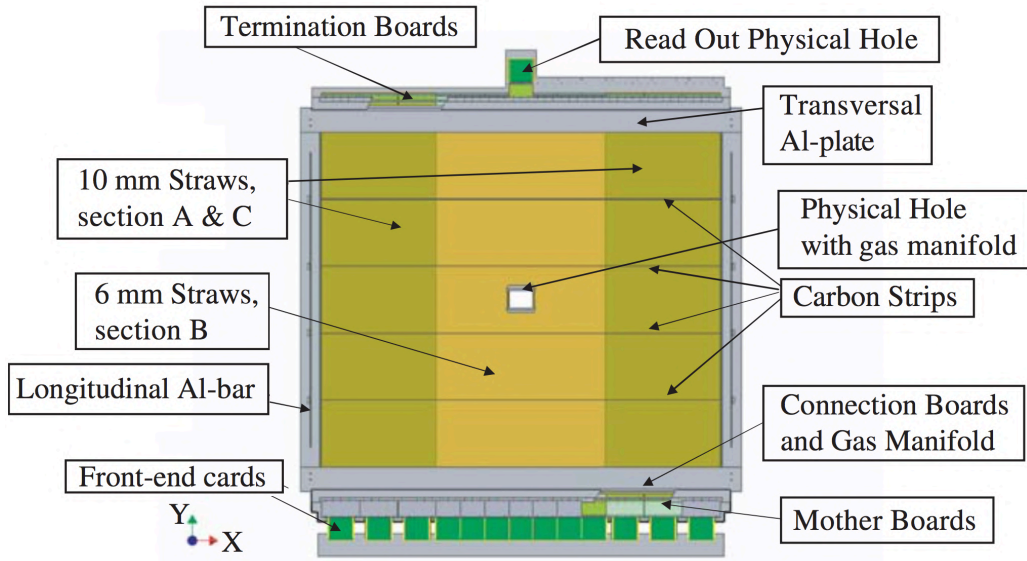 Termination Boards
Read Out Physical Hole
Transversal
Al-plate
10 mm Straws,
section A & C
Physical Hole
with gas manifold
6 mm Straws,
section B
Carbon Strips
Longitudinal Al-bar
Connection Boards
and Gas Manifold
Front-end cards
Mother Boards
Y
X